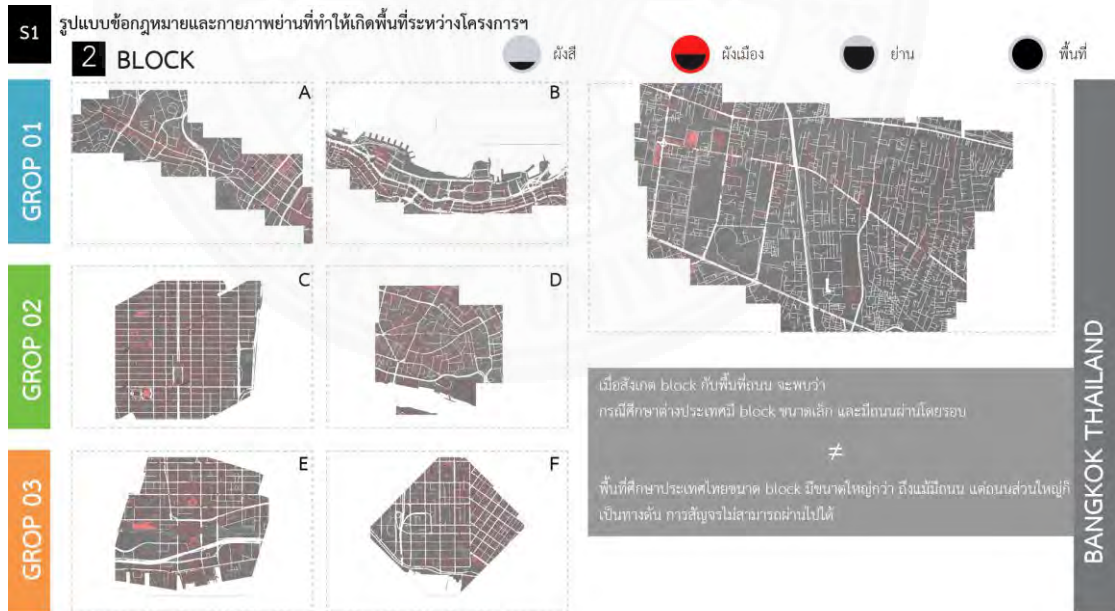 S1
รูปแบบข้อกฎหมายและกายภาพย่านที่ทำให้เกิดพื้นที่ระหว่างโครงการฯ
2 BLOCK
ผังสี
ผังเมือง
ย่าน
พื้นที่
GROP 01
A
B
GROP 02
C
D
GROP 03
E
F
เมื่อสังเกต block กับพื้นที่ถนน จะพบว่า
กรณีศึกษาต่างประเทศมี block ขนาดเล็ก และมีถนนผ่านโดยรอบ
≠
พื้นที่ศึกษาประเทศไทยขนาด block มีขนาดใหญ่กว่า ถึงแม้มีถนน แต่ถนนส่วนใหญ่ก็
เป็นทางตัน การสัญจรไม่สามารถผ่านไปได้
BANGKOK THAILAND